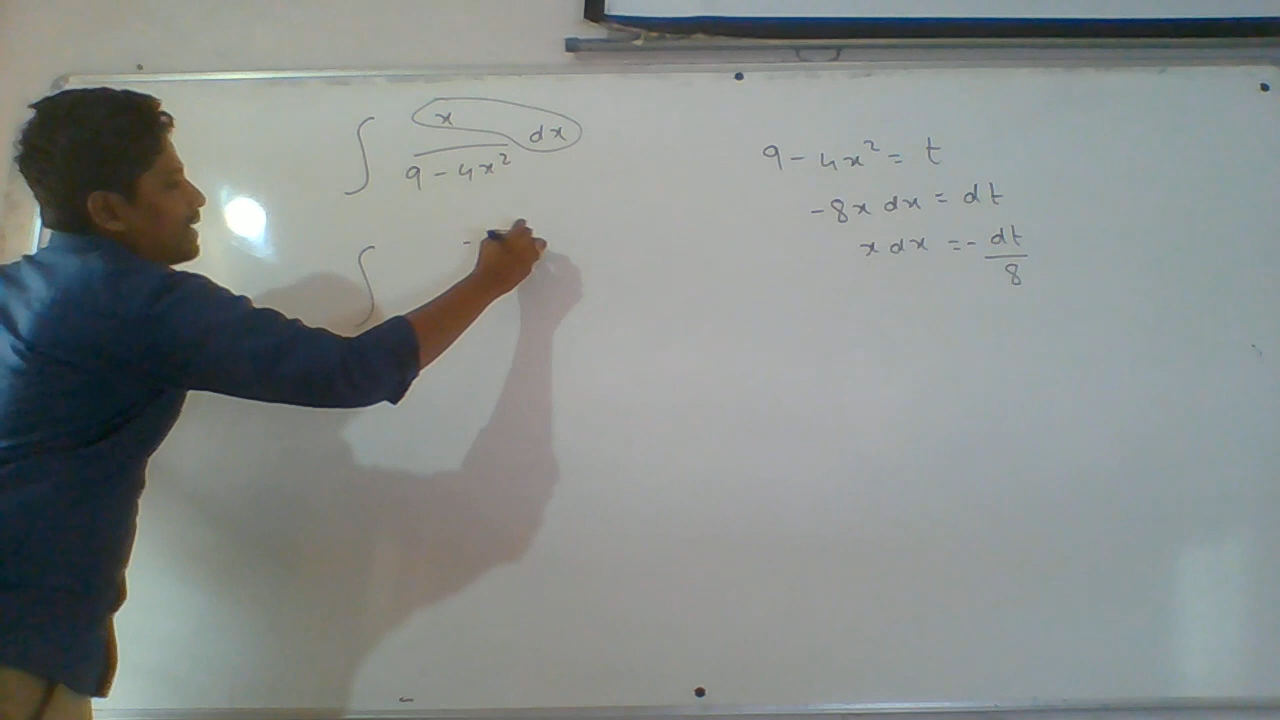 ∫ x/(9 - 4x²) dx
∫ -
9 - 4x² = t
-8x dx = dt
x dx = - dt/8